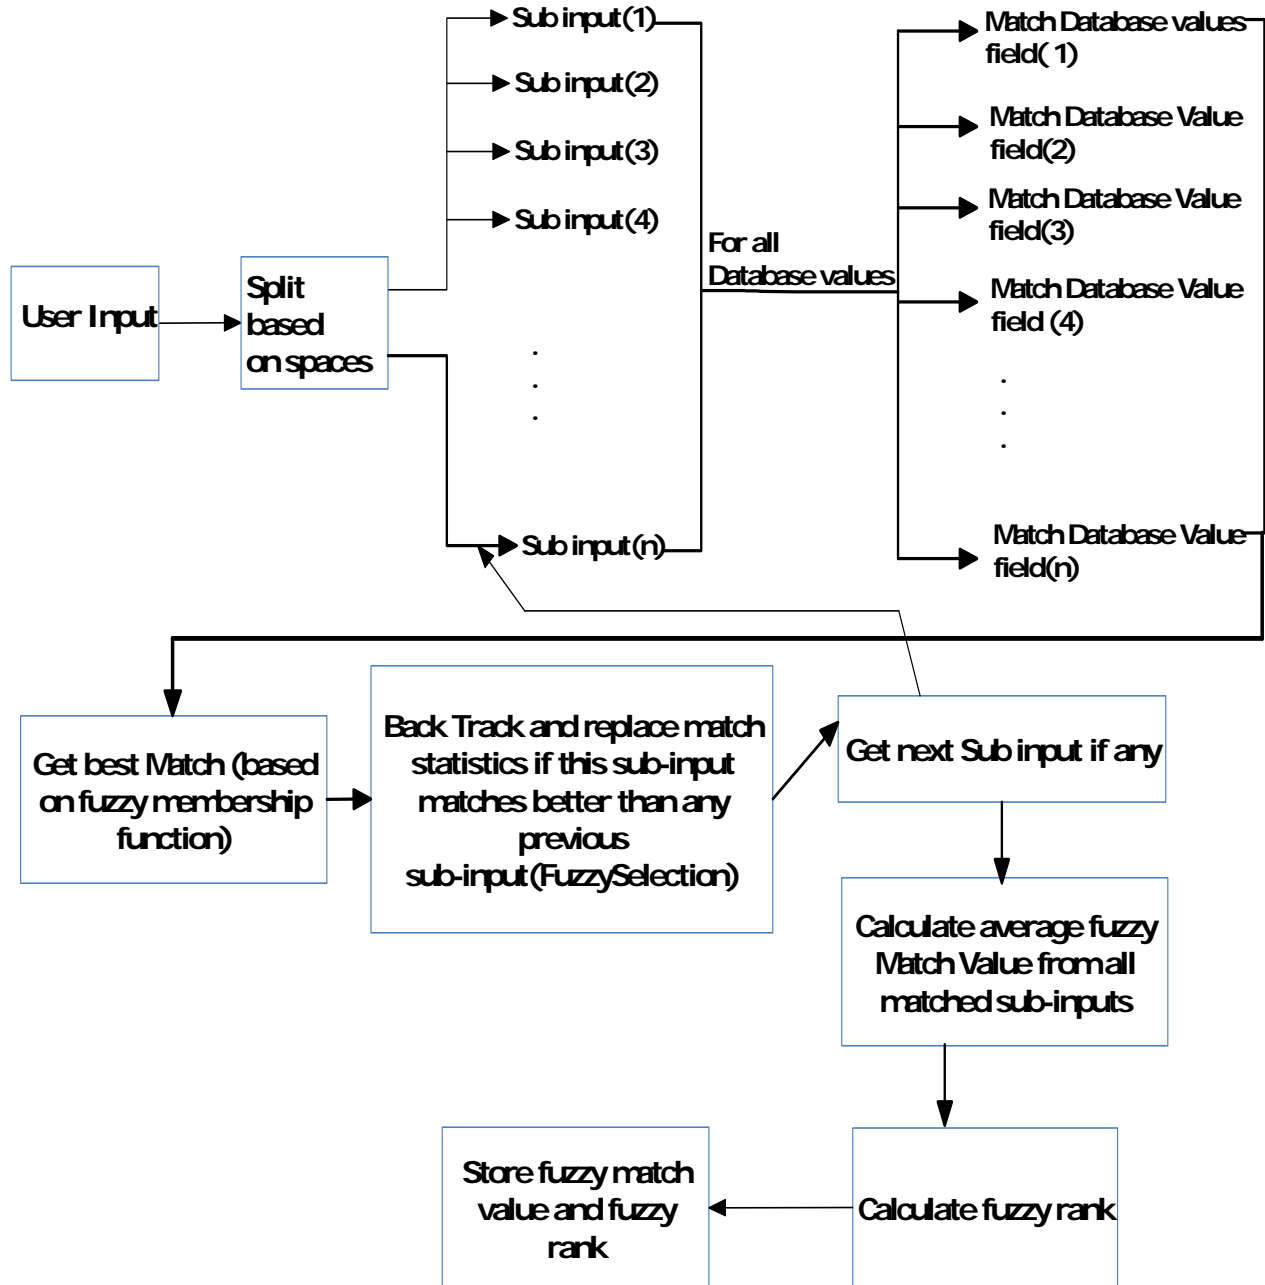 Sub input(1)
Sub input(2)
Sub input(3)
Sub input(4)
.
.
.
Sub input(n)
User Input
Split
based
on spaces
For all
Database values
Match Database values
field( 1)
Match Database Value
field(2)
Match Database Value
field(3)
Match Database Value
field (4)
.
.
.
Match Database Value
field(n)
Get best Match (based
on fuzzy membership
function)
Back Track and replace match
statistics if this sub-input
matches better than any
previous
sub-input(FuzzySelection)
Get next Sub input if any
Calculate average fuzzy
Match Value from all
matched sub-inputs
Calculate fuzzy rank
Store fuzzy match
value and fuzzy
rank